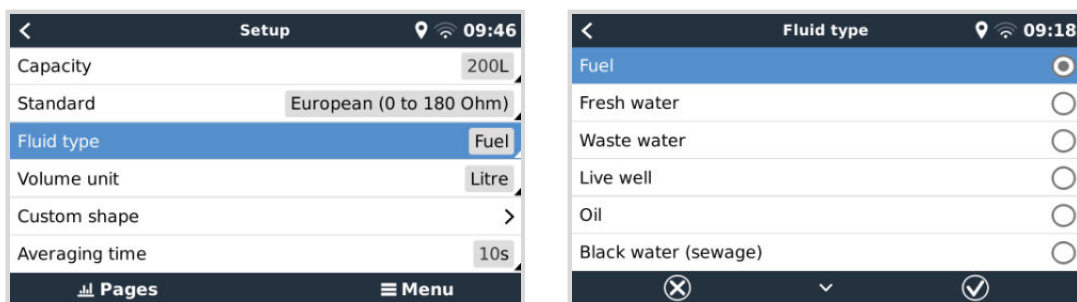 Setup 09:46
Capacity 200L
Standard European (0 to 180 Ohm)
Fluid type Fuel
Volume unit Litre
Custom shape
Averaging time 10s
Pages Menu
Fluid type 09:18
Fuel
Fresh water
Waste water
Live well
Oil
Black water (sewage)